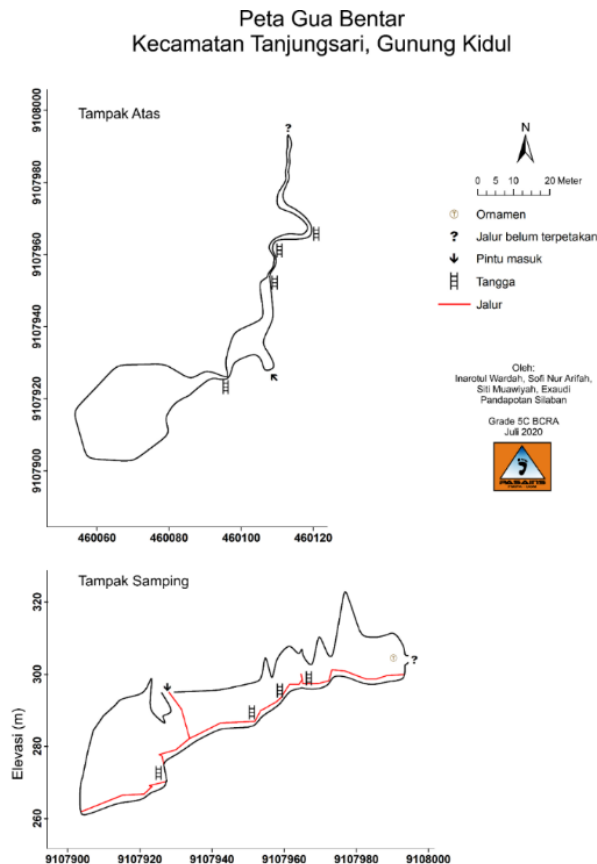 Peta Gua Bentar
Kecamatan Tanjungsari, Gunung Kidul
Tampak Atas
9108000
9107980
9107960
9107940
9107920
9107900
?
460060 460080 460100 460120
N
0 5 10 20 Meter
Ornamen
? Jalur belum terpetakan
Pintu masuk
Tangga
Jalur
Oleh:
Inarotul Wardah, Sofi Nur Arifah,
Siti Muawiyah, Exaudi
Pandapotan Silaban
Grade 5C BCRA
Juli 2020
Tampak Samping
Elevasi (m)
320
300
280
260
?
9107900 9107920 9107940 9107960 9107980 9108000